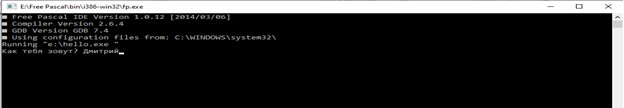 E:\Free Pascal\bin\i386-win32\fp.exe
Free Pascal IDE Version 1.0.12 [2014/03/06]
Compiler Version 2.6.4
GDB Version GDB 7.4
Using configuration files from: C:\WINDOWS\system32\
Running "e:\hello.exe "
Как тебя зовут? Дмитрий